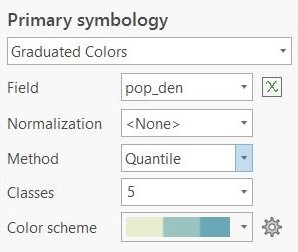 Primary symbology
Graduated Colors
Field pop_den
Normalization <None>
Method Quantile
Classes 5
Color scheme